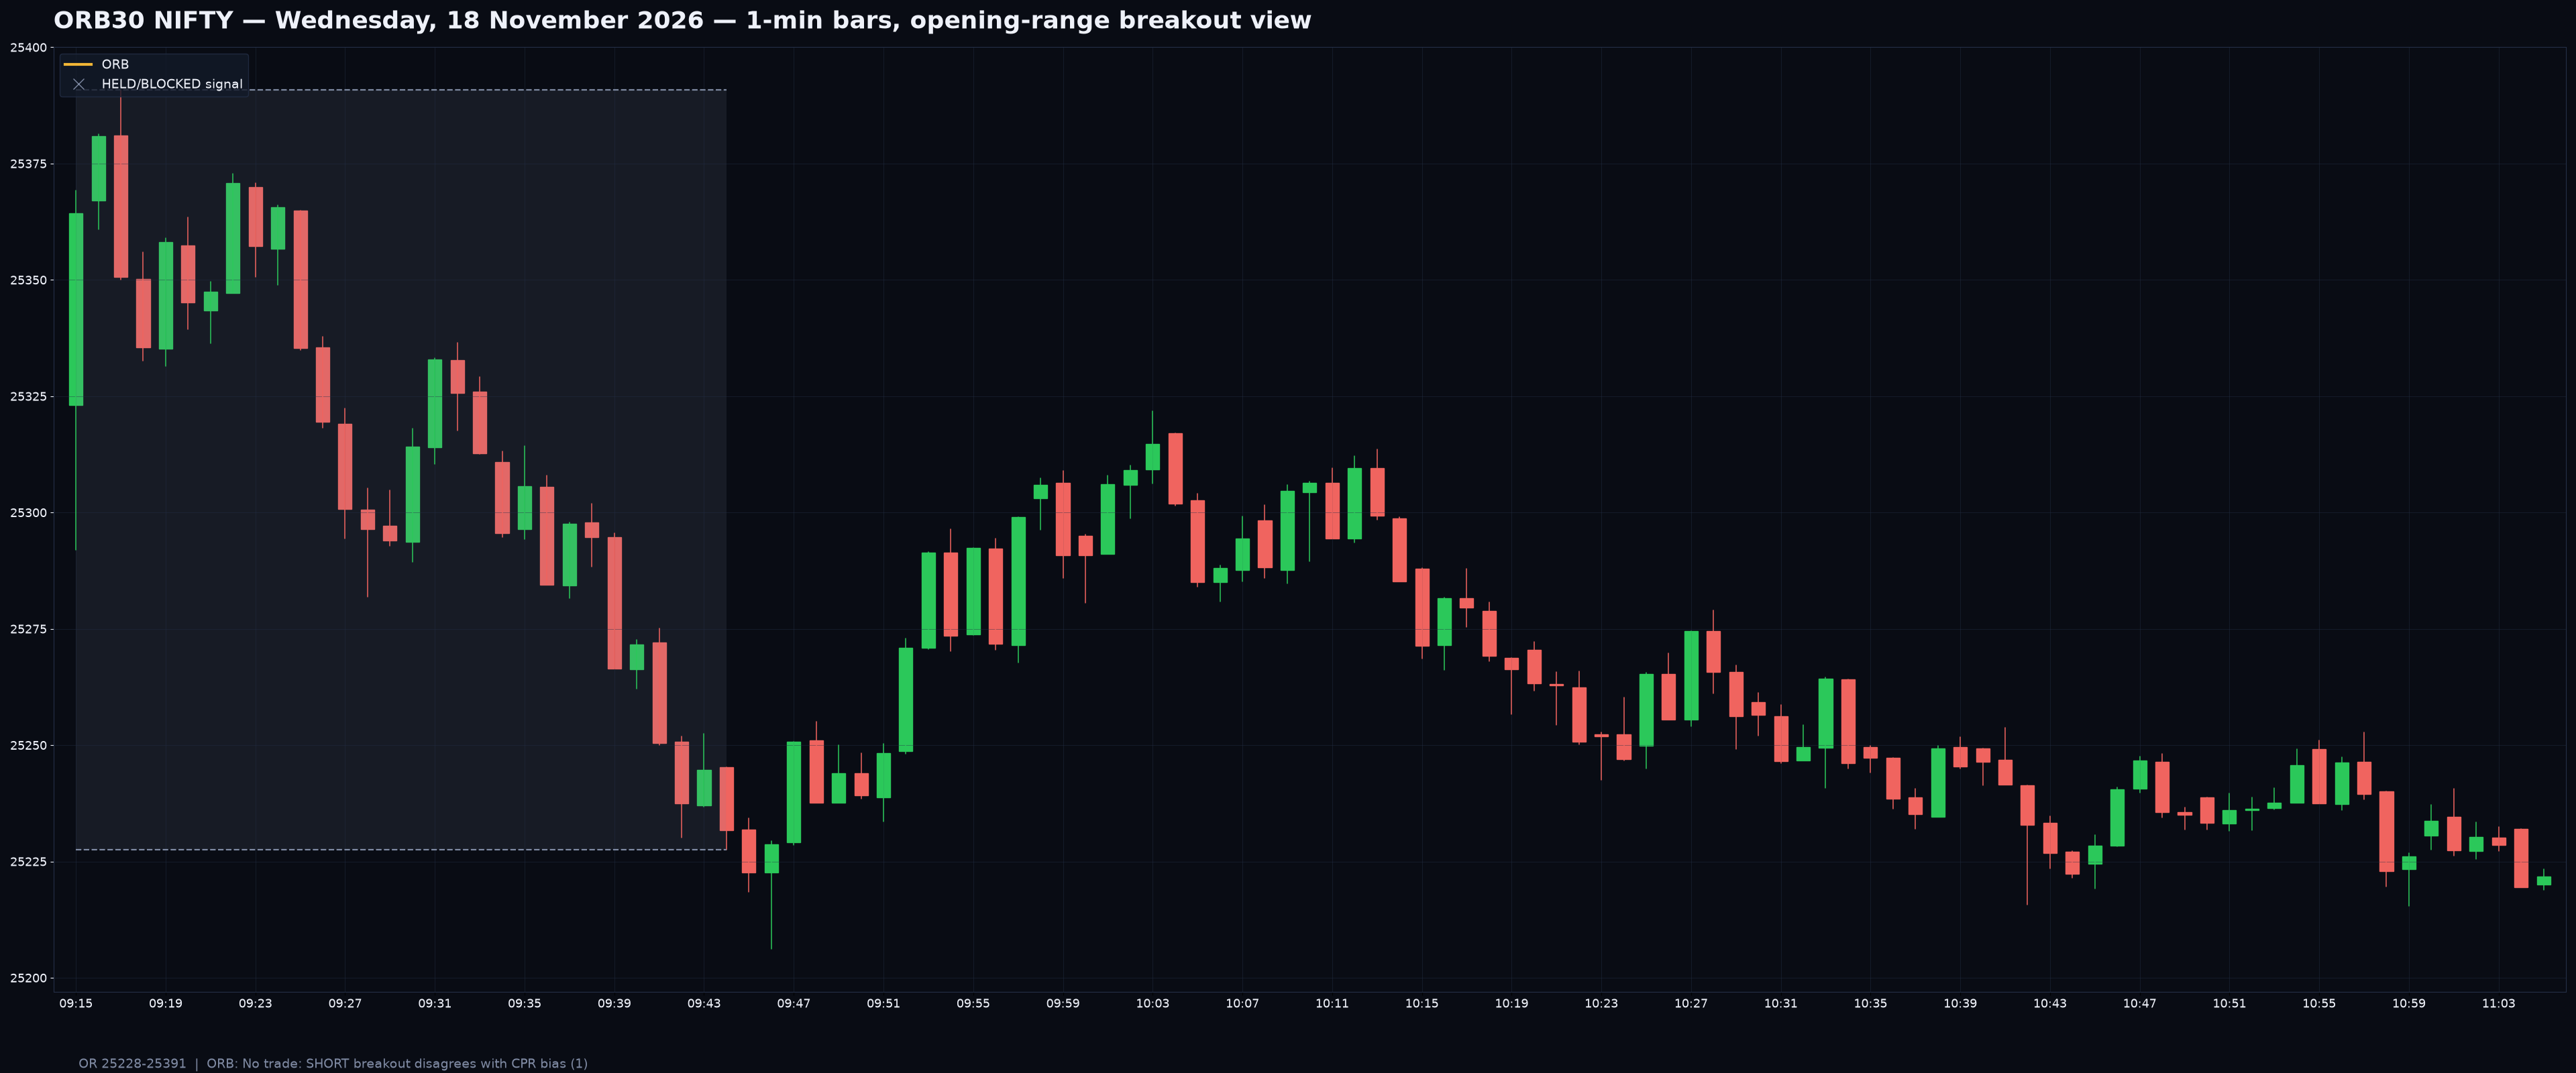 ORB30 NIFTY — Wednesday, 18 November 2026 — 1-min bars, opening-range breakout view
25400
ORB
HELD/BLOCKED signal
25375
25350
25325
25300
25275
25250
25225
25200
09:15 09:19 09:23 09:27 09:31 09:35 09:39 09:43 09:47 09:51 09:55 09:59 10:03 10:07 10:11 10:15 10:19 10:23 10:27 10:31 10:35 10:39 10:43 10:47 10:51 10:55 10:59 11:03
OR 25228-25391 | ORB: No trade: SHORT breakout disagrees with CPR bias (1)